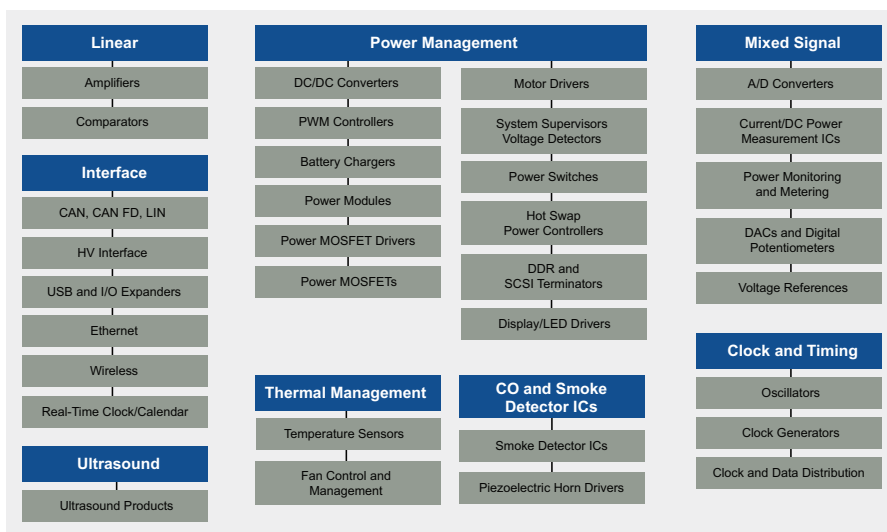 Linear
Amplifiers
Comparators
Interface
CAN, CAN FD, LIN
HV Interface
USB and I/O Expanders
Ethernet
Wireless
Real-Time Clock/Calendar
Ultrasound
Ultrasound Products
Power Management
DC/DC Converters
PWM Controllers
Battery Chargers
Power Modules
Power MOSFET Drivers
Power MOSFETs
Motor Drivers
System Supervisors
Voltage Detectors
Power Switches
Hot Swap
Power Controllers
DDR and
SCSI Terminators
Display/LED Drivers
Thermal Management
Temperature Sensors
Fan Control and
Management
CO and Smoke
Detector ICs
Smoke Detector ICs
Piezoelectric Horn Drivers
Mixed Signal
A/D Converters
Current/DC Power
Measurement ICs
Power Monitoring
and Metering
DACs and Digital
Potentiometers
Voltage References
Clock and Timing
Oscillators
Clock Generators
Clock and Data Distribution